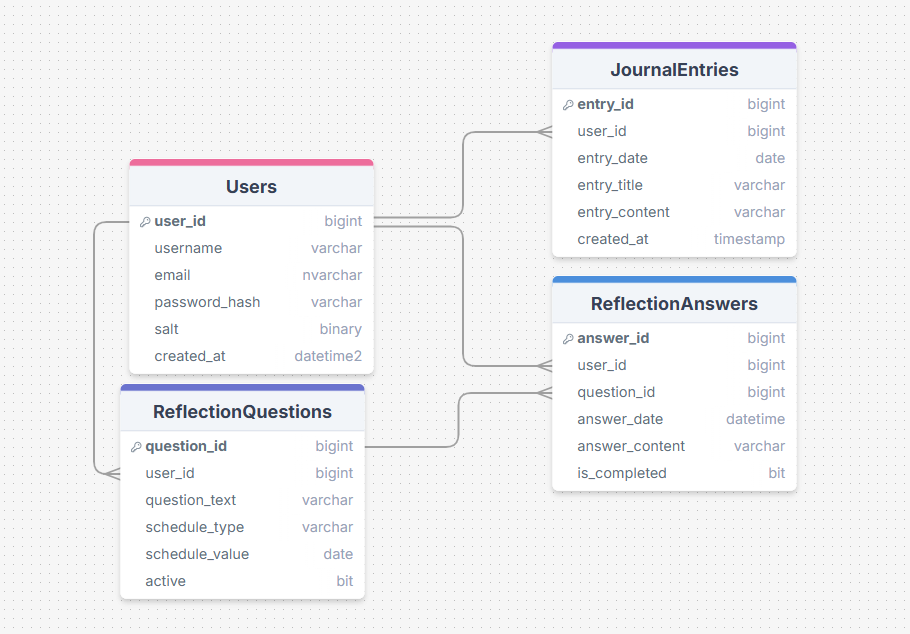 JournalEntries
entry_id bigint
user_id bigint
entry_date date
entry_title varchar
entry_content varchar
created_at timestamp
Users
user_id bigint
username varchar
email nvarchar
password_hash varchar
salt binary
created_at datetime2
ReflectionAnswers
answer_id bigint
user_id bigint
question_id bigint
answer_date datetime
answer_content varchar
is_completed bit
ReflectionQuestions
question_id bigint
user_id bigint
question_text varchar
schedule_type varchar
schedule_value date
active bit